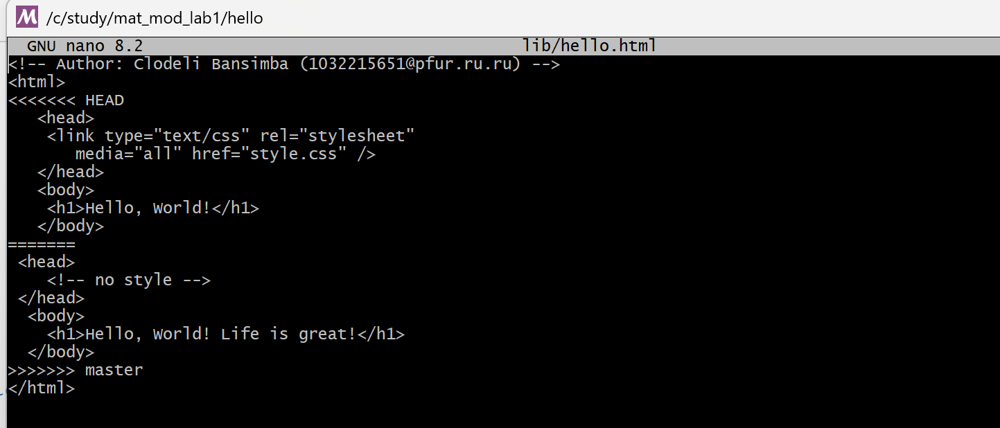 M /c/study/mat_mod_lab1/hello
GNU nano 8.2 lib/hello.html
<!-- Author: Clodeli Bansimba (1032215651@pfur.ru.ru) -->
<html>
<<<<<<< HEAD
   <head>
    <link type="text/css" rel="stylesheet"
       media="all" href="style.css" />
   </head>
   <body>
    <h1>Hello, World!</h1>
   </body>
=======
 <head>
    <!-- no style -->
 </head>
  <body>
    <h1>Hello, World! Life is great!</h1>
  </body>
>>>>>>> master
</html>